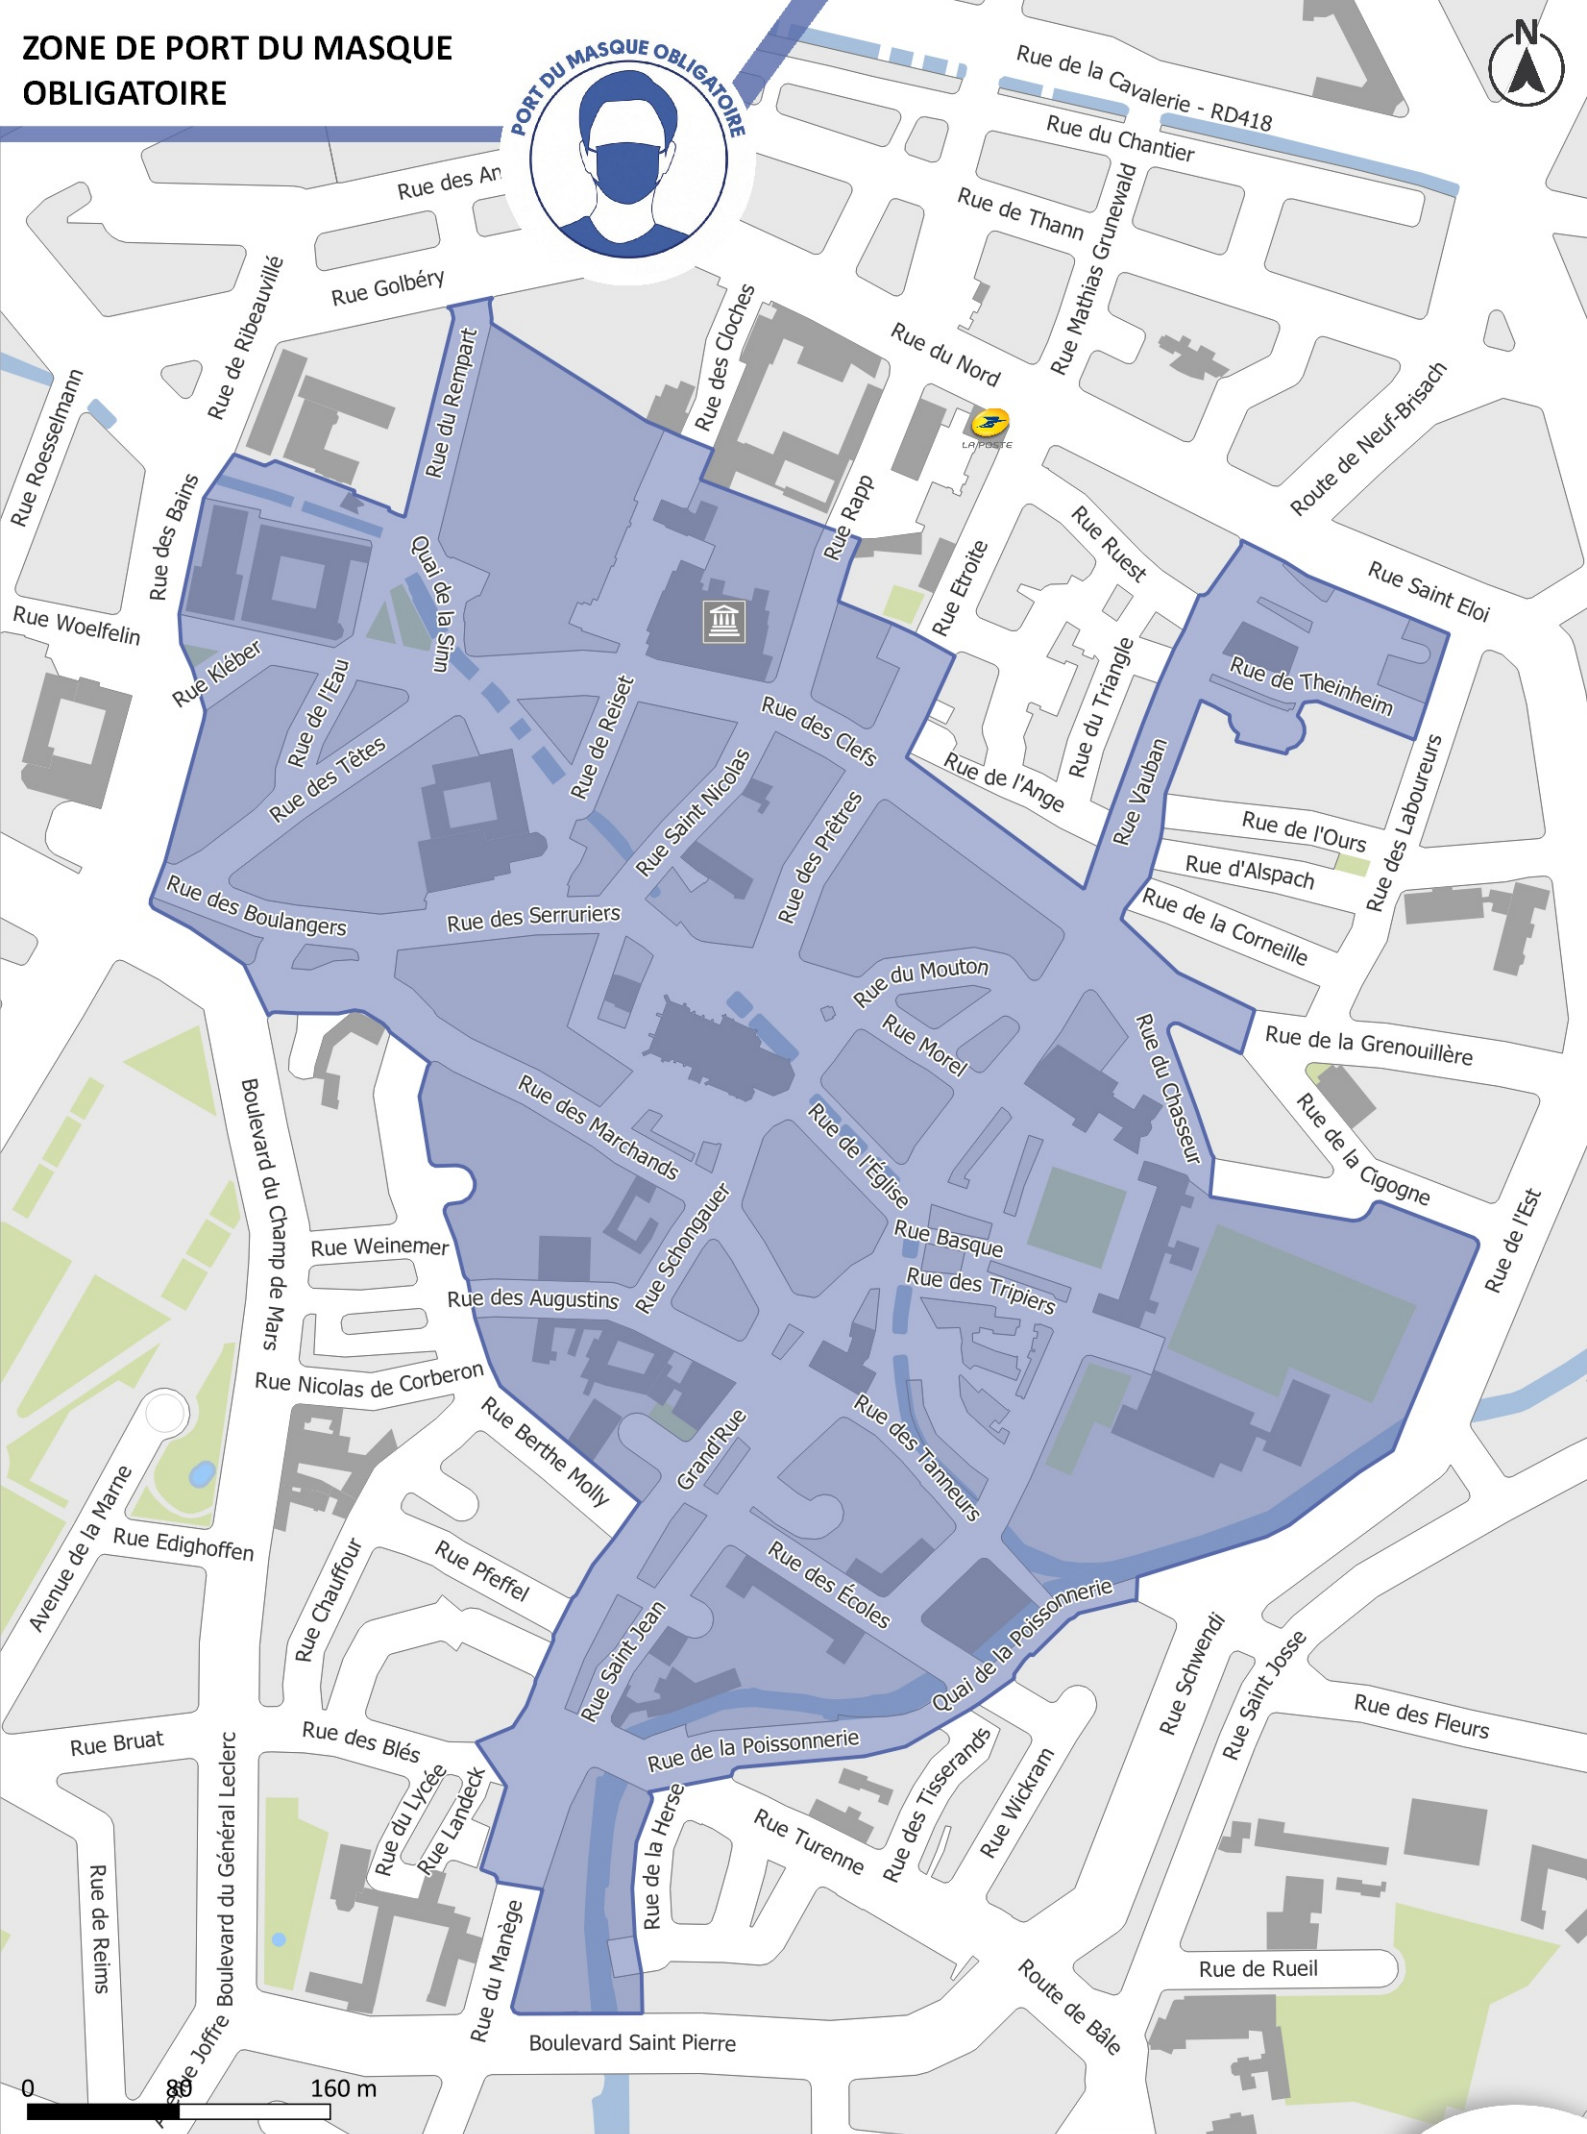 ZONE DE PORT DU MASQUE
OBLIGATOIRE
PORT DU MASQUE OBLIGATOIRE
N
Rue de la Cavalerie - RD418
Rue du Chantier
Rue des An
Rue de Thann
Rue Mathias Grunewald
Rue Golbéry
Rue de Ribeauvillé
Rue des Cloches
Rue du Nord
LA POSTE
Rue Roesselmann
Rue du Rempart
Route de Neuf-Brisach
Rue des Bains
Rue Rapp
Rue Ruest
Rue Etroite
Quai de la Sinn
Rue Saint Eloi
Rue Woelfelin
Rue Kléber
Rue de l'Eau
Rue de Reiset
Rue des Clefs
Rue du Triangle
Rue de Theinheim
Rue des Têtes
Rue Saint Nicolas
Rue des Prêtres
Rue de l'Ange
Rue Vauban
Rue des Laboureurs
Rue de l'Ours
Rue d'Alspach
Rue des Boulangers
Rue des Serruriers
Rue de la Corneille
Rue du Mouton
Rue Morel
Rue du Chasseur
Rue de la Grenouillère
Rue des Marchands
Rue de l'Église
Rue de la Cigogne
Boulevard du Champ de Mars
Rue Schongauer
Rue de l'Est
Rue Weinemer
Rue Basque
Rue des Tripiers
Rue des Augustins
Rue Nicolas de Corberon
Rue Berthe Molly
Grand'Rue
Rue des Tanneurs
Avenue de la Marne
Rue Edighoffen
Rue Chauffour
Rue Pfeffel
Rue des Écoles
Quai de la Poissonnerie
Rue Saint Jean
Rue Schwendi
Rue Saint Josse
Rue des Fleurs
Rue Bruat
Rue des Blés
Rue de la Poissonnerie
Boulevard du Général Leclerc
Rue du Lycée
Rue Landeck
Rue de la Herse
Rue Turenne
Rue des Tisserands
Rue Wickram
Rue de Reims
Rue du Manège
Rue de Rueil
Route de Bâle
Boulevard Saint Pierre
Joffre
0 80 160 m